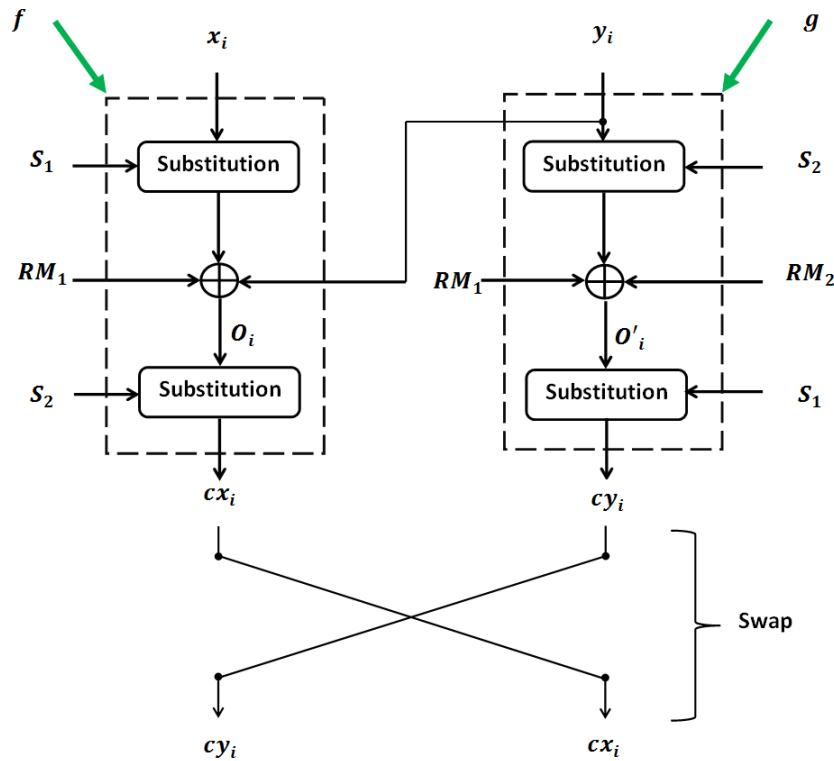 f g
x_i y_i
S_1 Substitution Substitution S_2
RM_1 RM_1 RM_2
O_i O'_i
S_2 Substitution Substitution S_1
cx_i cy_i
Swap
cy_i cx_i